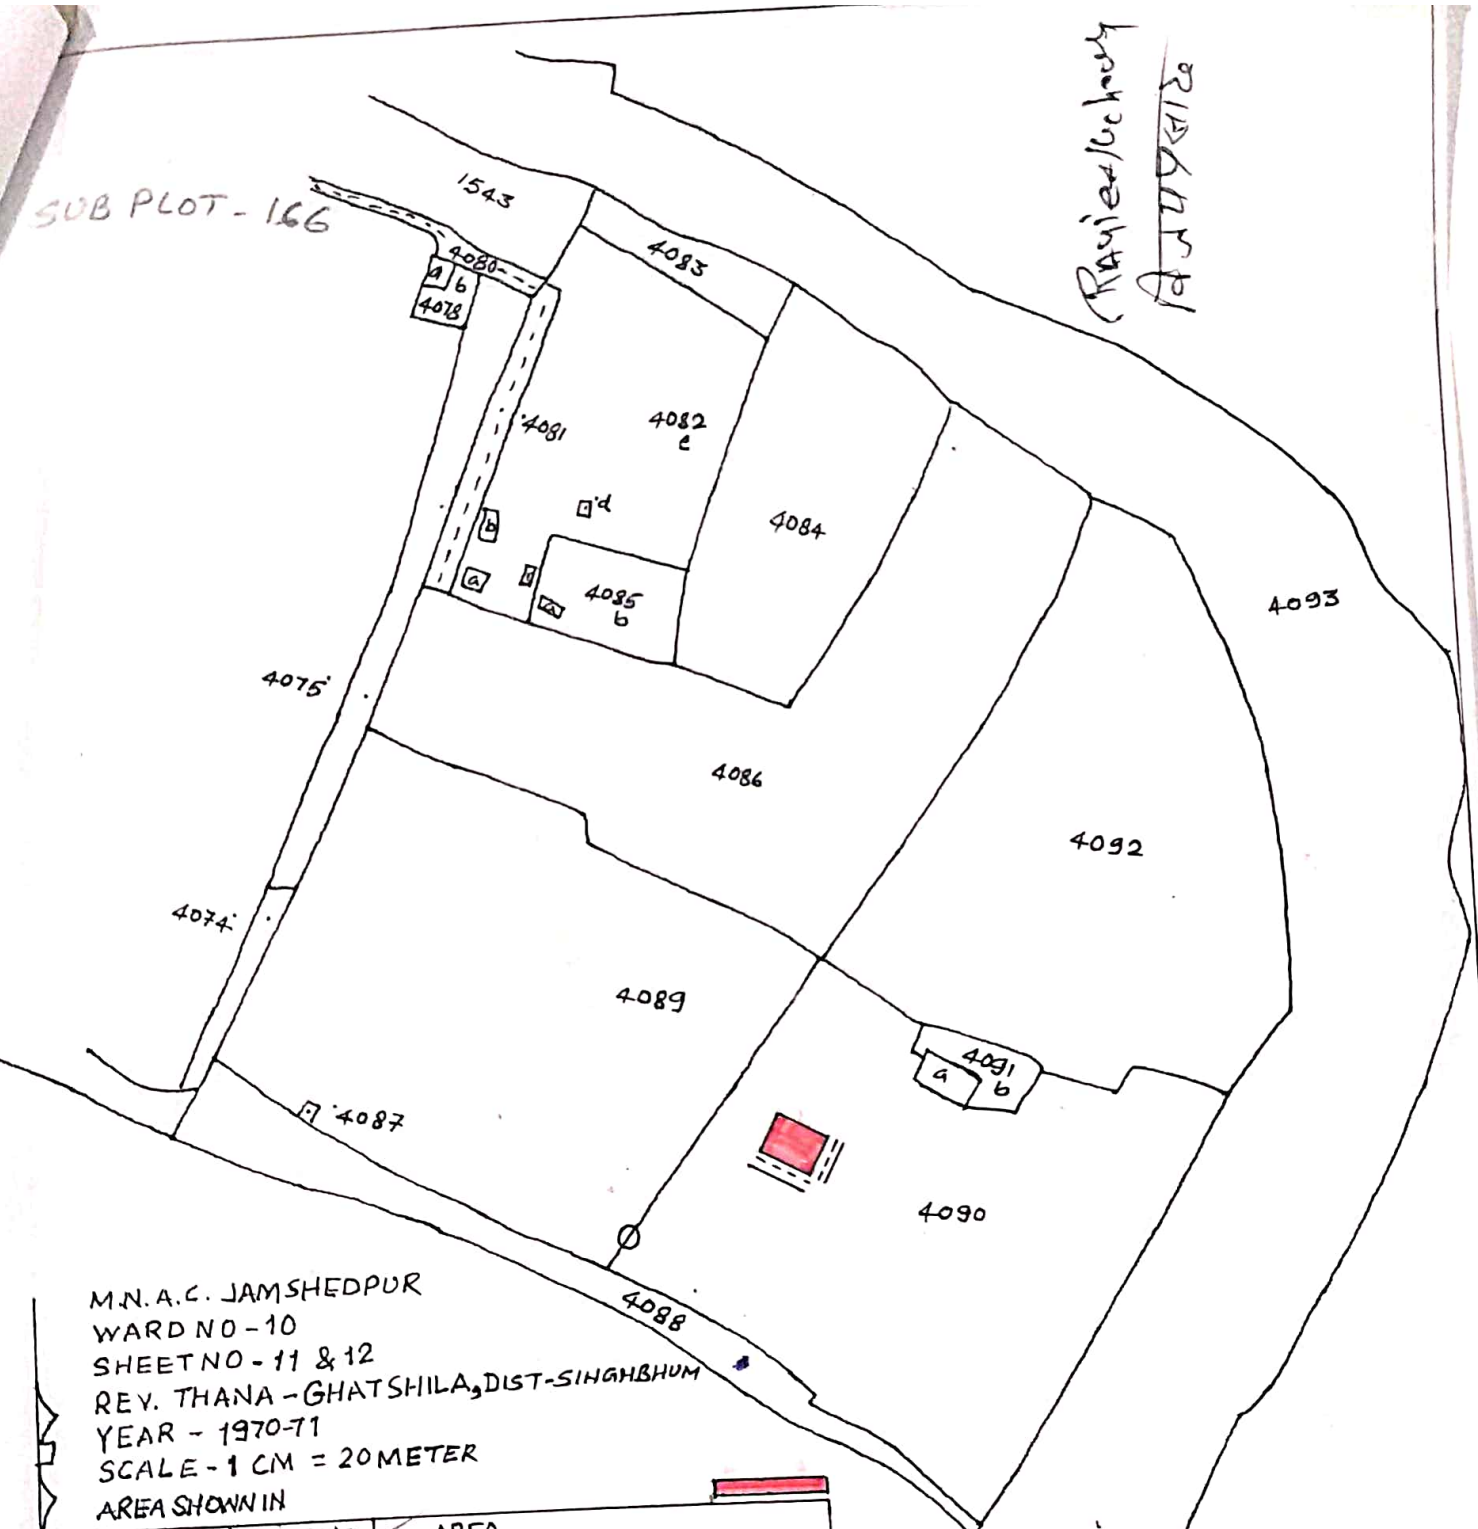 SUB PLOT - 166
1543
4083
4080
a
b
4078
4081
4082
e
d
b
a
4085
a
b
4084
4093
4075
4086
4092
4074
4089
4091
a
b
4087
4090
4088
M.N.A.C. JAMSHEDPUR
WARD NO - 10
SHEET NO - 11 & 12
REV. THANA - GHATSHILA, DIST-SINGHBHUM
YEAR - 1970-71
SCALE - 1 CM = 20 METER
AREA SHOWN IN
AREA